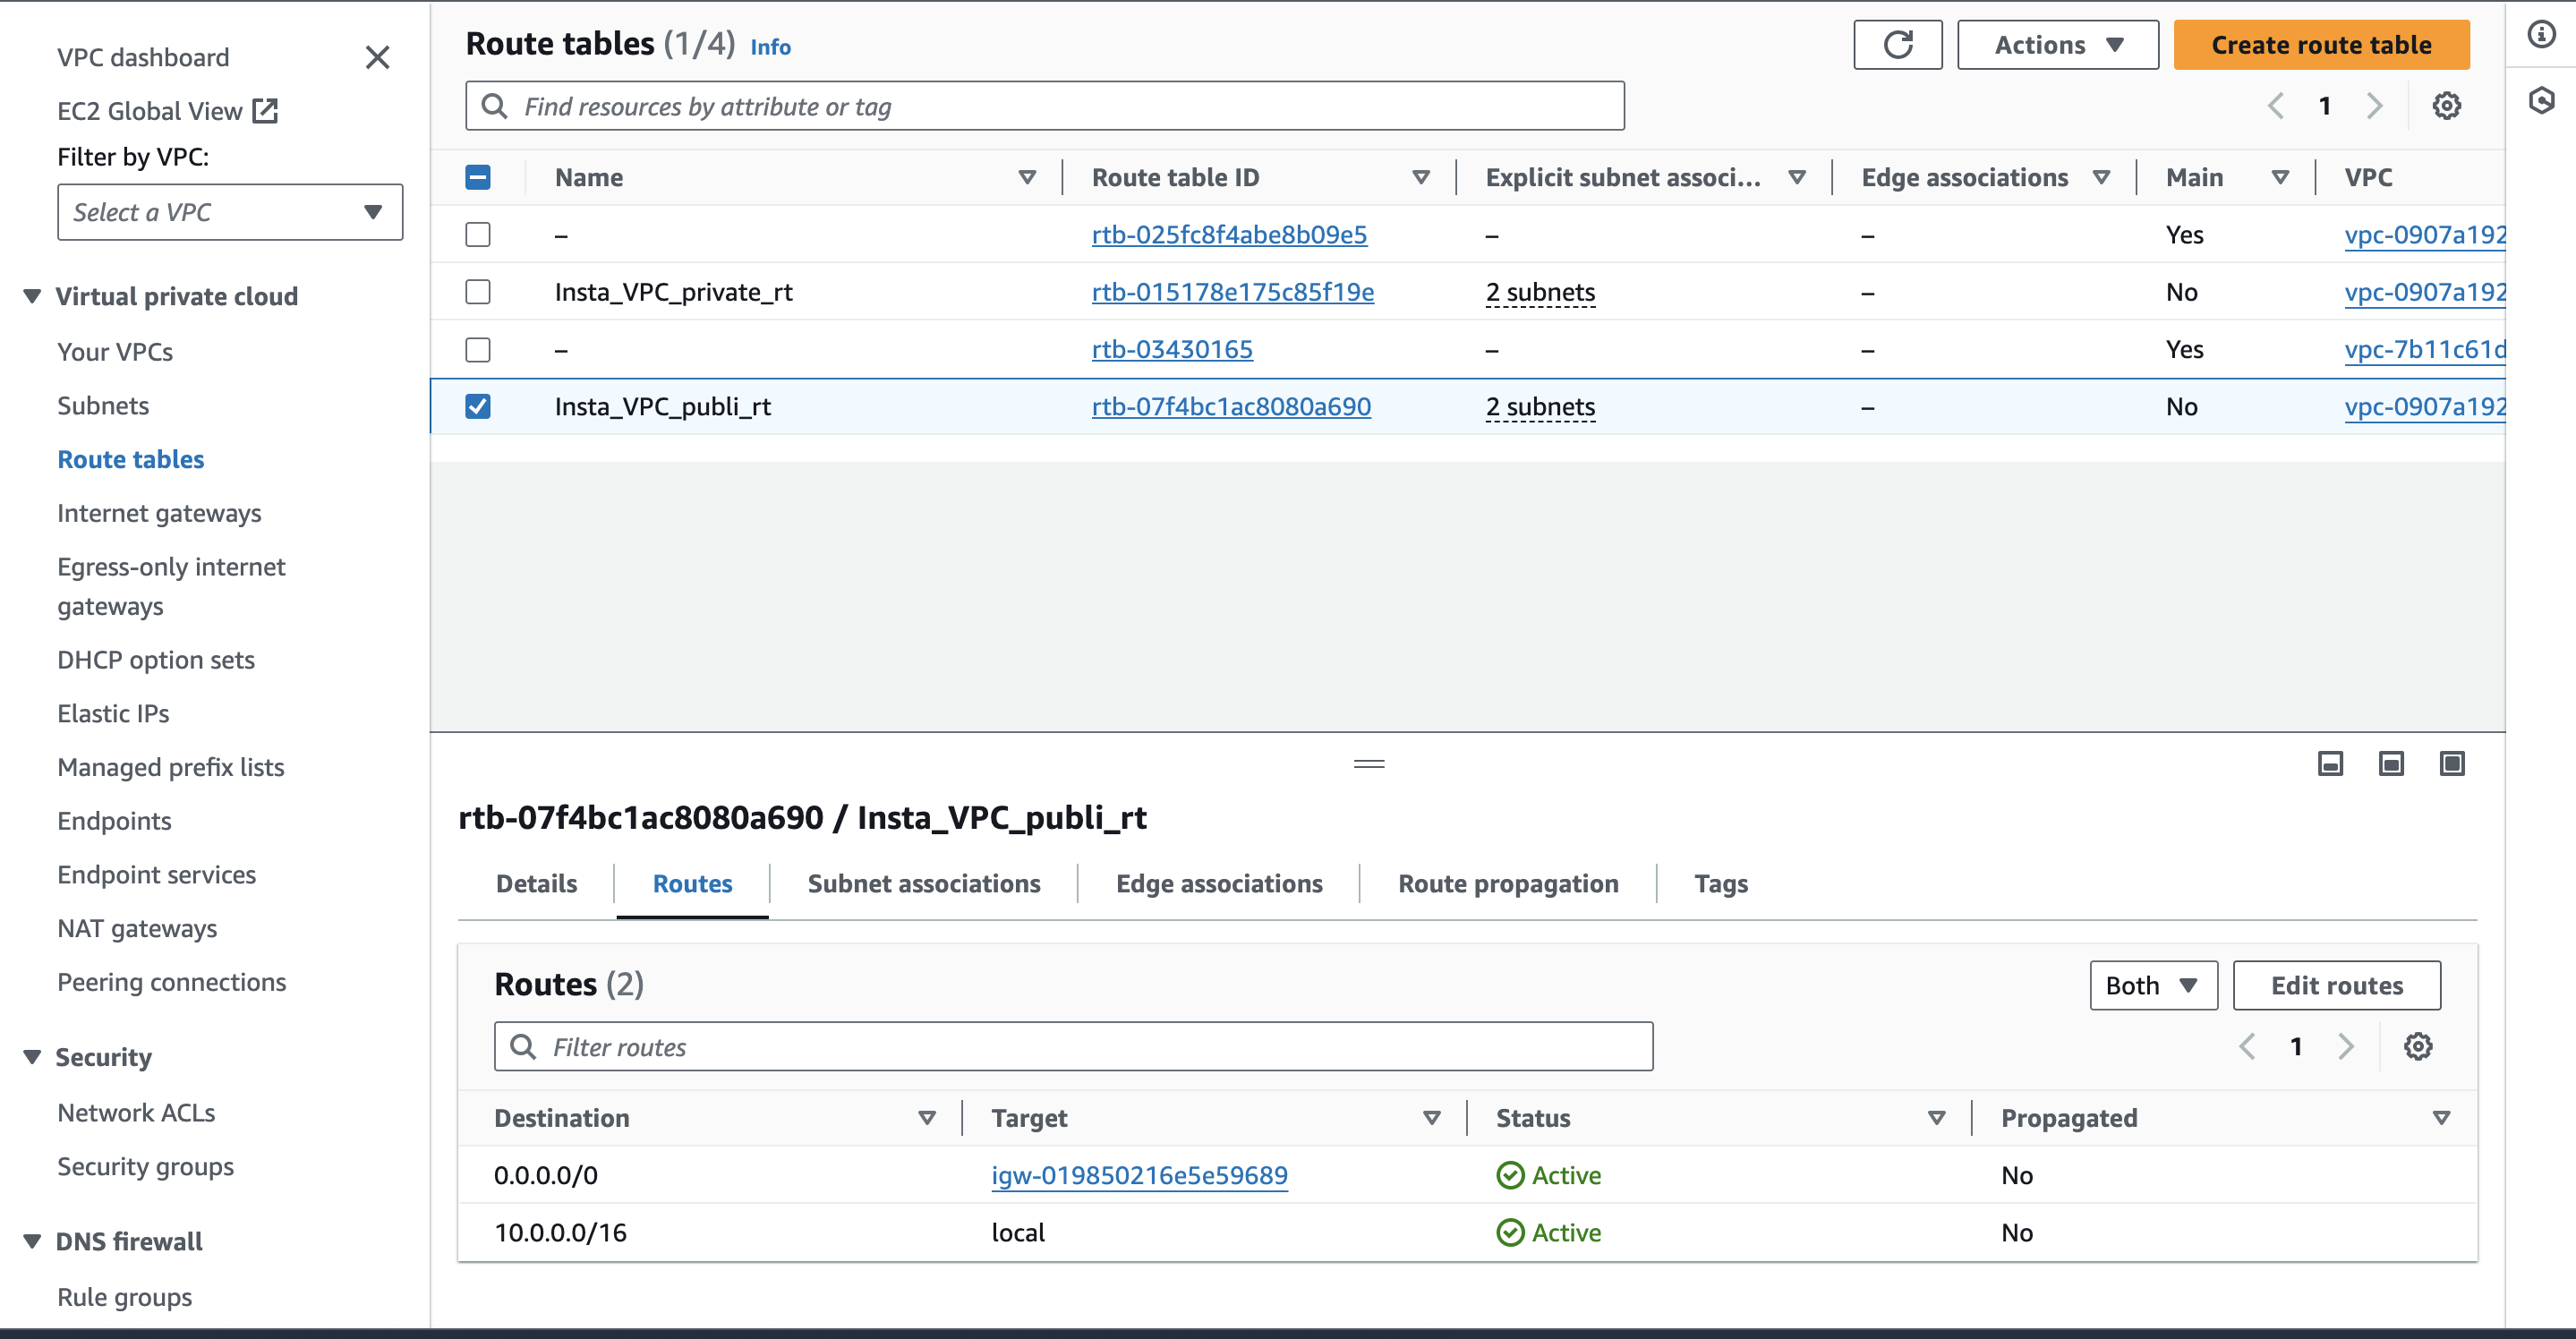 VPC dashboard
EC2 Global View
Filter by VPC:
Select a VPC
Virtual private cloud
Your VPCs
Subnets
Route tables
Internet gateways
Egress-only internet
gateways
DHCP option sets
Elastic IPs
Managed prefix lists
Endpoints
Endpoint services
NAT gateways
Peering connections
Security
Network ACLs
Security groups
DNS firewall
Rule groups
Route tables (1/4) Info
Actions
Create route table
Find resources by attribute or tag
1
Name Route table ID Explicit subnet associ... Edge associations Main VPC
– rtb-025fc8f4abe8b09e5 – – Yes vpc-0907a192
Insta_VPC_private_rt rtb-015178e175c85f19e 2 subnets – No vpc-0907a192
– rtb-03430165 – – Yes vpc-7b11c61d
Insta_VPC_publi_rt rtb-07f4bc1ac8080a690 2 subnets – No vpc-0907a192
rtb-07f4bc1ac8080a690 / Insta_VPC_publi_rt
Details Routes Subnet associations Edge associations Route propagation Tags
Routes (2)
Both
Edit routes
Filter routes
1
Destination Target Status Propagated
0.0.0.0/0 igw-019850216e5e59689 Active No
10.0.0.0/16 local Active No